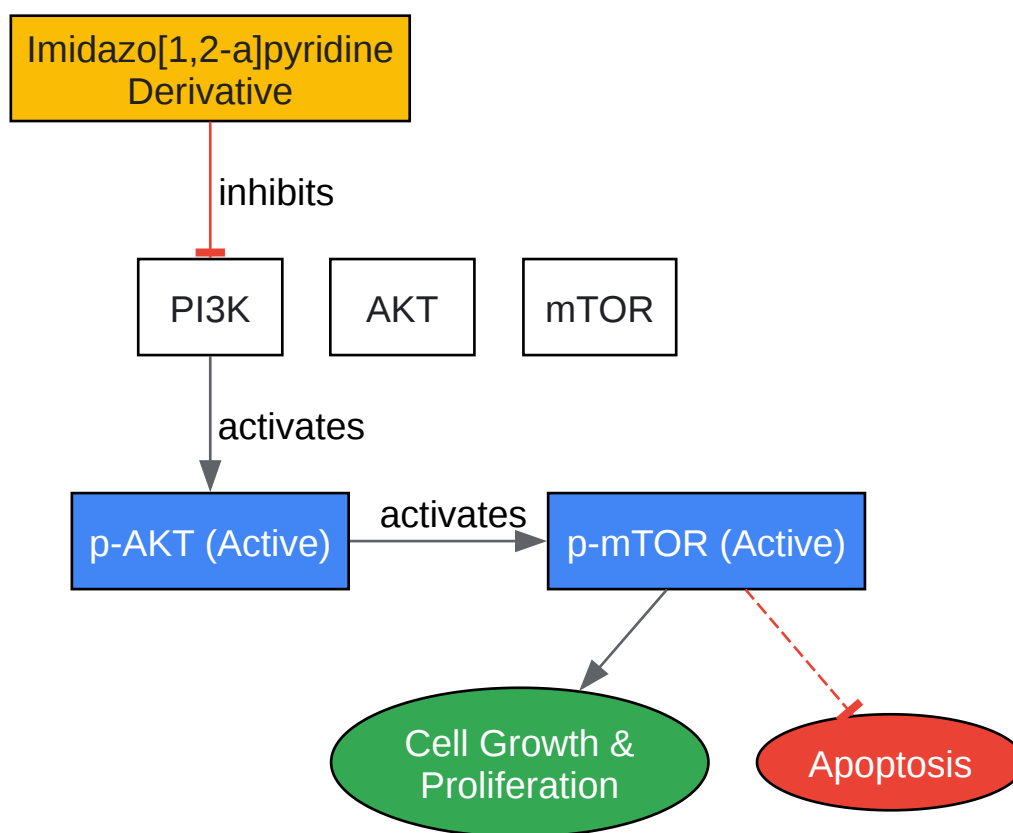 Imidazo[1,2-a]pyridine
Derivative
inhibits
PI3K
AKT
mTOR
activates
p-AKT (Active)
activates
p-mTOR (Active)
Cell Growth &
Proliferation
Apoptosis